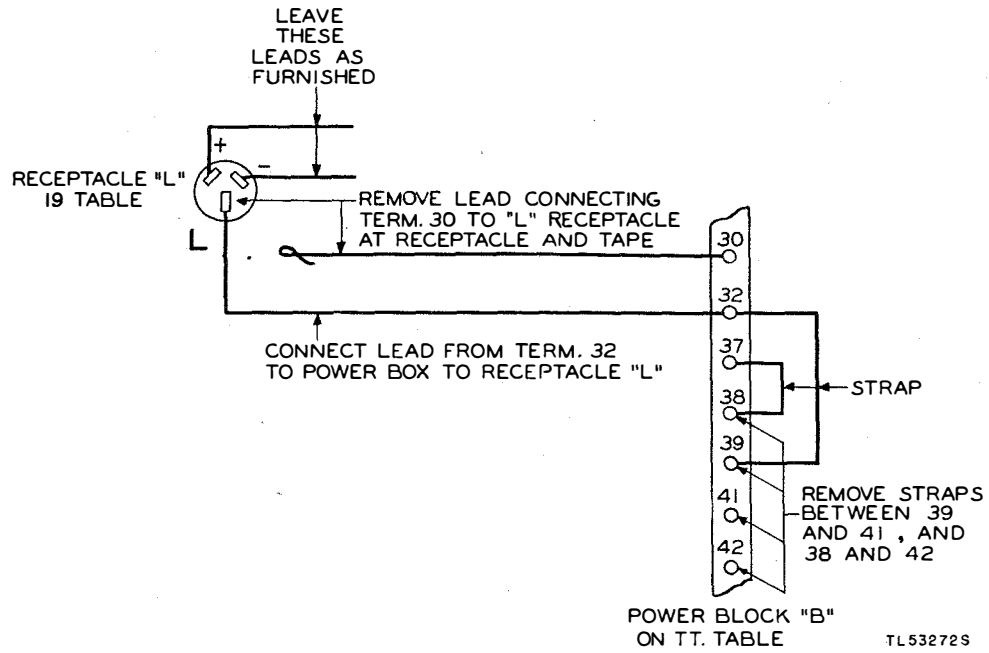 LEAVE
THESE
LEADS AS
FURNISHED
+
-
RECEPTACLE "L"
19 TABLE
L
REMOVE LEAD CONNECTING
TERM. 30 TO "L" RECEPTACLE
AT RECEPTACLE AND TAPE
30
32
CONNECT LEAD FROM TERM. 32
TO POWER BOX TO RECEPTACLE "L"
37
STRAP
38
39
41
42
REMOVE STRAPS
BETWEEN 39
AND 41 , AND
38 AND 42
POWER BLOCK "B"
ON TT. TABLE
TL53272S